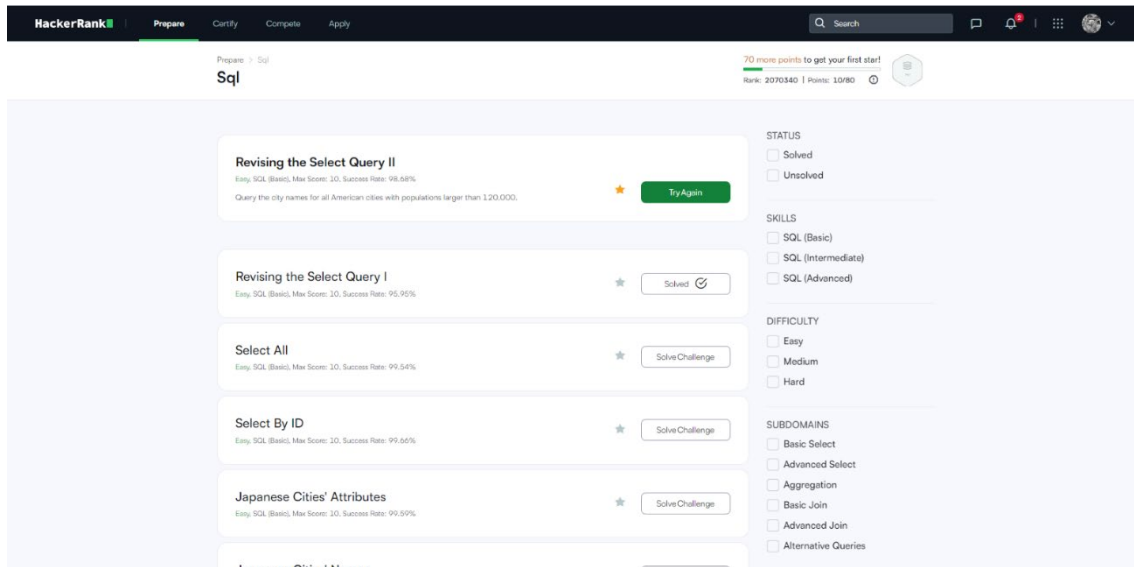 HackerRank
Prepare
Certify
Compete
Apply
Search
Prepare > Sql
Sql
70 more points to get your first star!
Rank: 2070340 | Points: 10/80
Revising the Select Query II
Easy, SQL (Basic), Max Score: 10, Success Rate: 98.68%
Query the city names for all American cities with populations larger than 120,000.
Try Again
Revising the Select Query I
Easy, SQL (Basic), Max Score: 10, Success Rate: 95.95%
Solved
Select All
Easy, SQL (Basic), Max Score: 10, Success Rate: 99.54%
Solve Challenge
Select By ID
Easy, SQL (Basic), Max Score: 10, Success Rate: 99.66%
Solve Challenge
Japanese Cities' Attributes
Easy, SQL (Basic), Max Score: 10, Success Rate: 99.59%
Solve Challenge
STATUS
Solved
Unsolved
SKILLS
SQL (Basic)
SQL (Intermediate)
SQL (Advanced)
DIFFICULTY
Easy
Medium
Hard
SUBDOMAINS
Basic Select
Advanced Select
Aggregation
Basic Join
Advanced Join
Alternative Queries